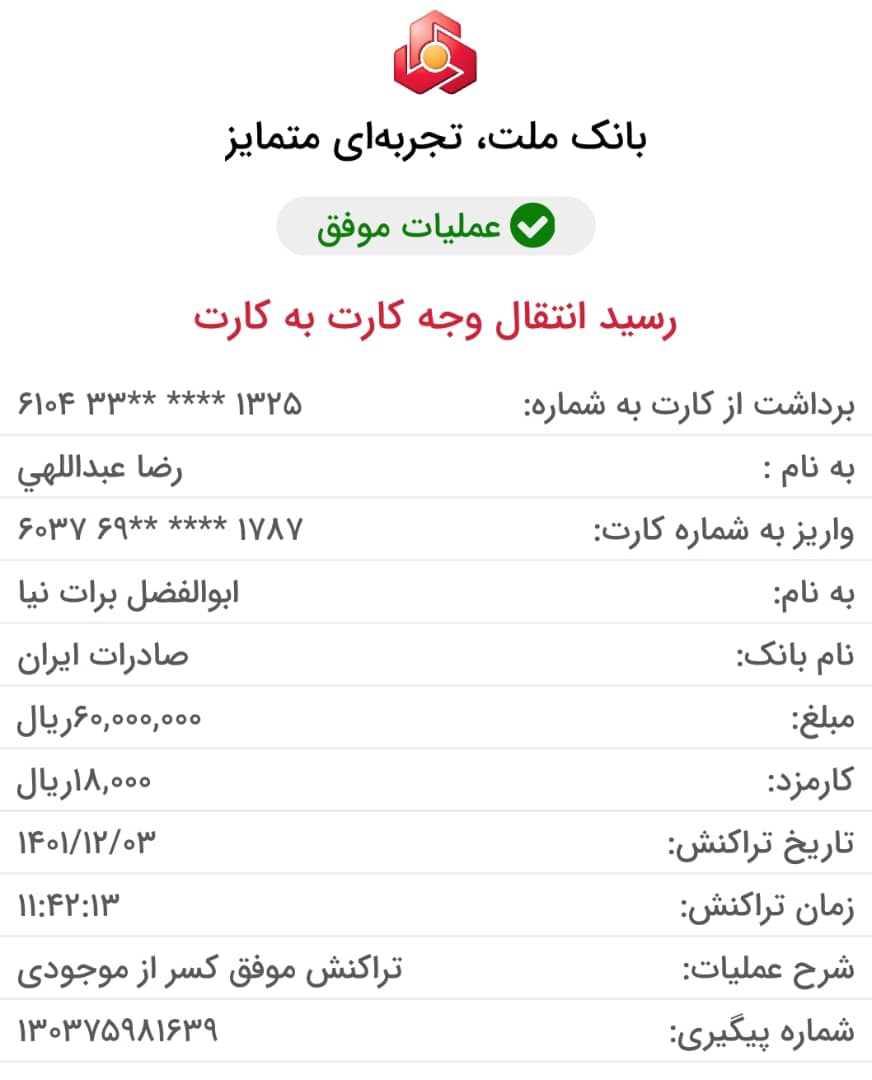 بانک ملت، تجربه‌ای متمایز
عملیات موفق
رسید انتقال وجه کارت به کارت
برداشت از کارت به شماره: ۶۱۰۴ ۳۳** **** ۱۳۲۵
به نام : رضا عبداللهي
واریز به شماره کارت: ۶۰۳۷ ۶۹** **** ۱۷۸۷
به نام: ابوالفضل برات نیا
نام بانک: صادرات ایران
مبلغ: ۶۰,۰۰۰,۰۰۰ریال
کارمزد: ۱۸,۰۰۰ریال
تاریخ تراکنش: ۱۴۰۱/۱۲/۰۳
زمان تراکنش: ۱۱:۴۲:۱۳
شرح عملیات: تراکنش موفق کسر از موجودی
شماره پیگیری: ۱۳۰۳۷۵۹۸۱۶۳۹